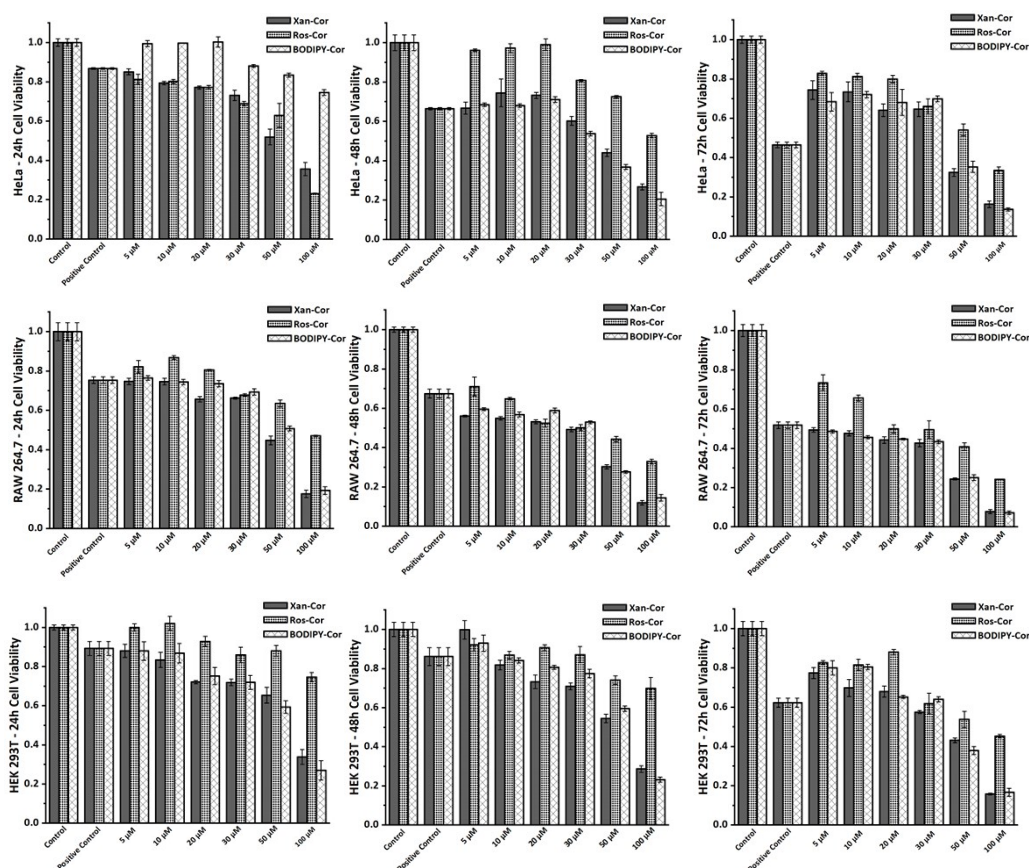 HeLa - 24h Cell Viability
1.0
0.8
0.6
0.4
0.2
0.0
Xan-Cor
Ros-Cor
BODIPY-Cor
Control
Positive Control
5 µM
10 µM
20 µM
30 µM
50 µM
100 µM
HeLa - 48h Cell Viability
1.0
0.8
0.6
0.4
0.2
0.0
Xan-Cor
Ros-Cor
BODIPY-Cor
Control
Positive Control
5 µM
10 µM
20 µM
30 µM
50 µM
100 µM
HeLa - 72h Cell Viability
1.0
0.8
0.6
0.4
0.2
0.0
Xan-Cor
Ros-Cor
BODIPY-Cor
Control
Positive Control
5 µM
10 µM
20 µM
30 µM
50 µM
100 µM
RAW 264.7 - 24h Cell Viability
1.0
0.8
0.6
0.4
0.2
0.0
Xan-Cor
Ros-Cor
BODIPY-Cor
Control
Positive Control
5 µM
10 µM
20 µM
30 µM
50 µM
100 µM
RAW 264.7 - 48h Cell Viability
1.0
0.8
0.6
0.4
0.2
0.0
Xan-Cor
Ros-Cor
BODIPY-Cor
Control
Positive Control
5 µM
10 µM
20 µM
30 µM
50 µM
100 µM
RAW 264.7 - 72h Cell Viability
1.0
0.8
0.6
0.4
0.2
0.0
Xan-Cor
Ros-Cor
BODIPY-Cor
Control
Positive Control
5 µM
10 µM
20 µM
30 µM
50 µM
100 µM
HEK 293T - 24h Cell Viability
1.0
0.8
0.6
0.4
0.2
0.0
Xan-Cor
Ros-Cor
BODIPY-Cor
Control
Positive Control
5 µM
10 µM
20 µM
30 µM
50 µM
100 µM
HEK 293T - 48h Cell Viability
1.0
0.8
0.6
0.4
0.2
0.0
Xan-Cor
Ros-Cor
BODIPY-Cor
Control
Positive Control
5 µM
10 µM
20 µM
30 µM
50 µM
100 µM
HEK 293T - 72h Cell Viability
1.0
0.8
0.6
0.4
0.2
0.0
Xan-Cor
Ros-Cor
BODIPY-Cor
Control
Positive Control
5 µM
10 µM
20 µM
30 µM
50 µM
100 µM